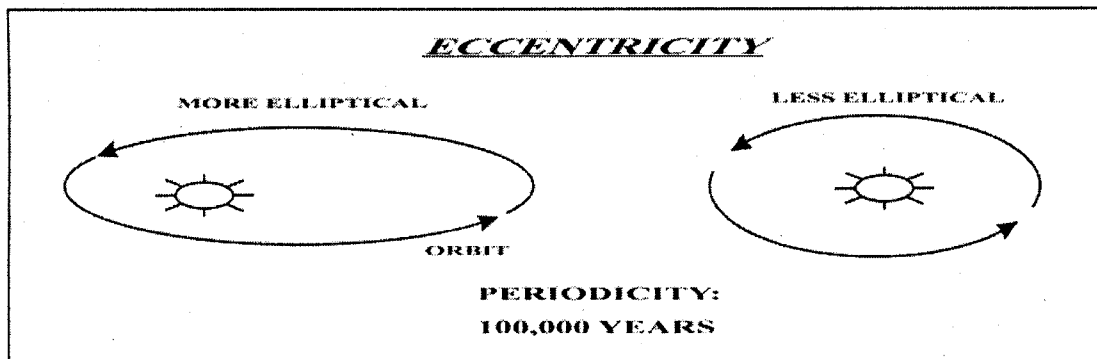 ECCENTRICITY
MORE ELLIPTICAL
LESS ELLIPTICAL
ORBIT
PERIODICITY:
100,000 YEARS